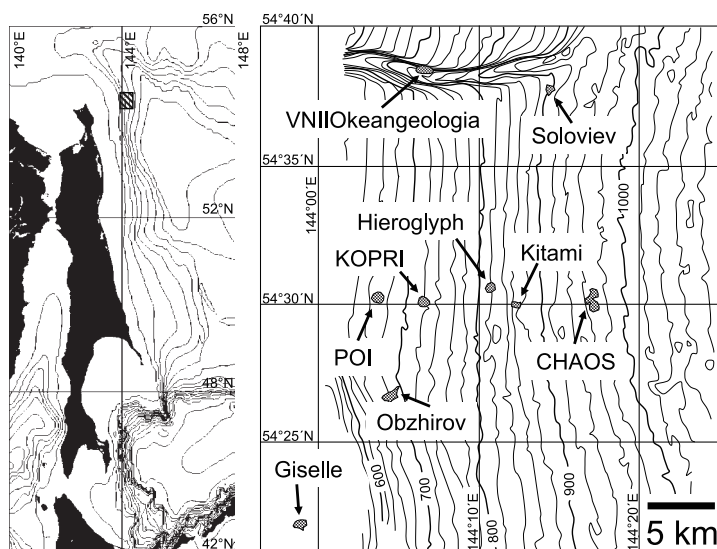 140°E
144°E
56°N
148°E
52°N
48°N
42°N
54°40'N
VNIIOkeangeologia
Soloviev
54°35'N
144°00'E
1000
Hieroglyph
KOPRI
Kitami
54°30'N
POI
CHAOS
Obzhirov
54°25'N
Giselle
600
700
144°10'E
800
900
144°20'E
5 km